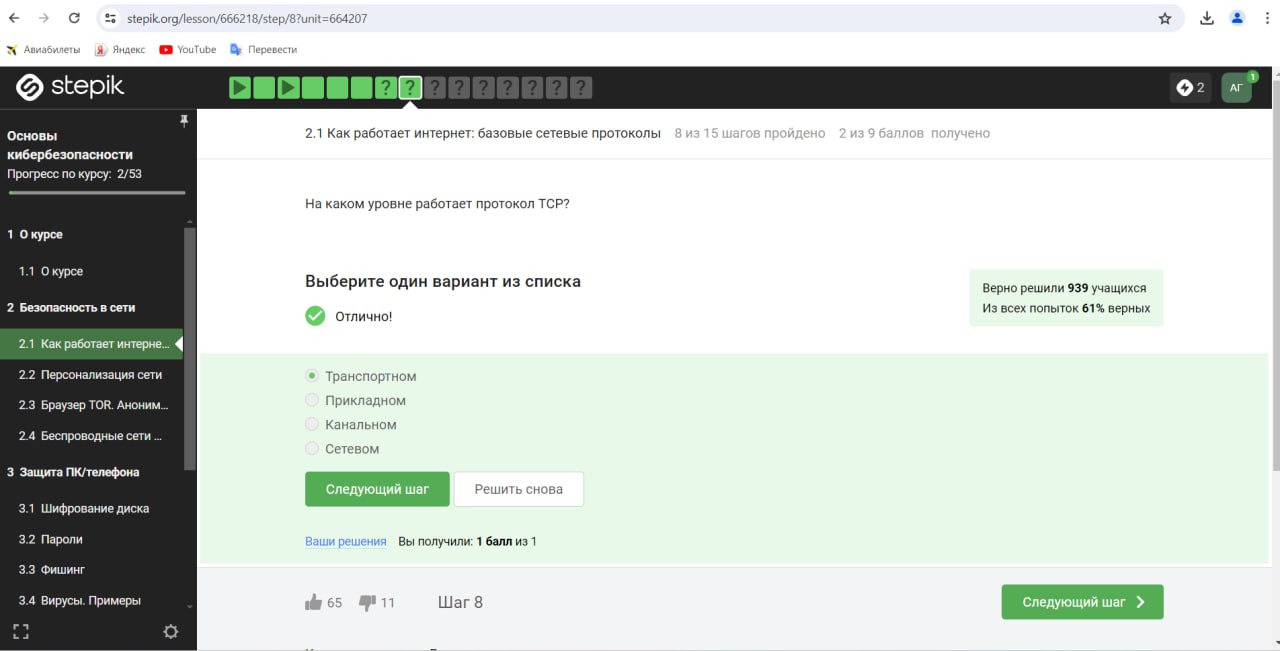 stepik.org/lesson/666218/step/8?unit=664207
Авиабилеты Яндекс YouTube Перевести
stepik
? ? ? ? ? ? ? ? ?
2
АГ
1
Основы
кибербезопасности
Прогресс по курсу: 2/53
1 О курсе
1.1 О курсе
2 Безопасность в сети
2.1 Как работает интерне...
2.2 Персонализация сети
2.3 Браузер TOR. Аноним...
2.4 Беспроводные сети ...
3 Защита ПК/телефона
3.1 Шифрование диска
3.2 Пароли
3.3 Фишинг
3.4 Вирусы. Примеры
2.1 Как работает интернет: базовые сетевые протоколы 8 из 15 шагов пройдено 2 из 9 баллов получено
На каком уровне работает протокол TCP?
Выберите один вариант из списка
Отлично!
Верно решили 939 учащихся
Из всех попыток 61% верных
Транспортном
Прикладном
Канальном
Сетевом
Следующий шаг Решить снова
Ваши решения Вы получили: 1 балл из 1
65 11 Шаг 8 Следующий шаг